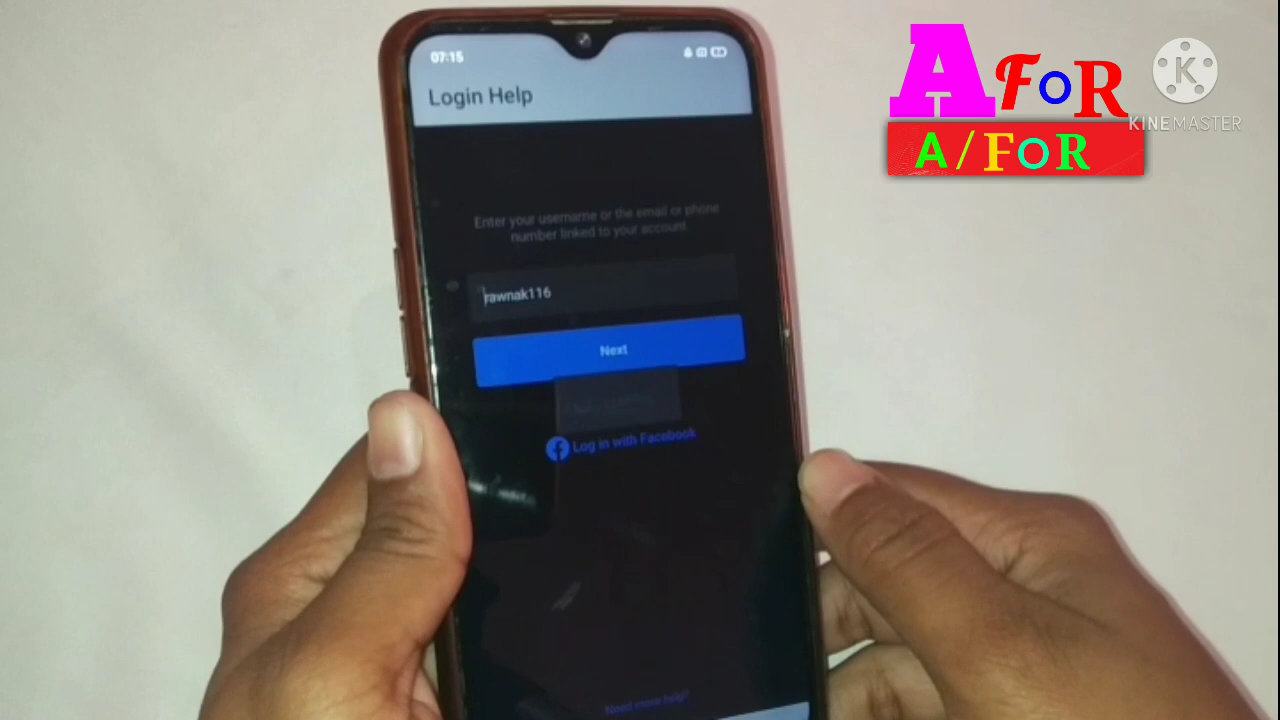 07:15
Login Help
Enter your username or the email or phone
number linked to your account.
rawnak116
Next
Log in with Facebook
Need more help?
A FoR
A/FoR
K
KINEMASTER